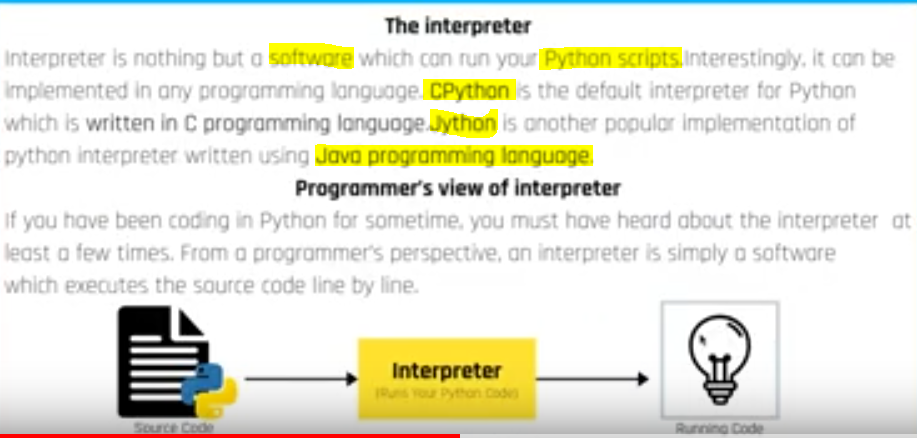 The interpreter
Interpreter is nothing but a software which can run your Python scripts.Interestingly, it can be
implemented in any programming language. CPython is the default interpreter for Python
which is written in C programming language.Jython is another popular implementation of
python interpreter written using Java programming language.
Programmer's view of interpreter
If you have been coding in Python for sometime, you must have heard about the interpreter at
least a few times. From a programmer's perspective, an interpreter is simply a software
which executes the source code line by line.
Interpreter
(Runs Your Python Code)
Source Code
Running Code